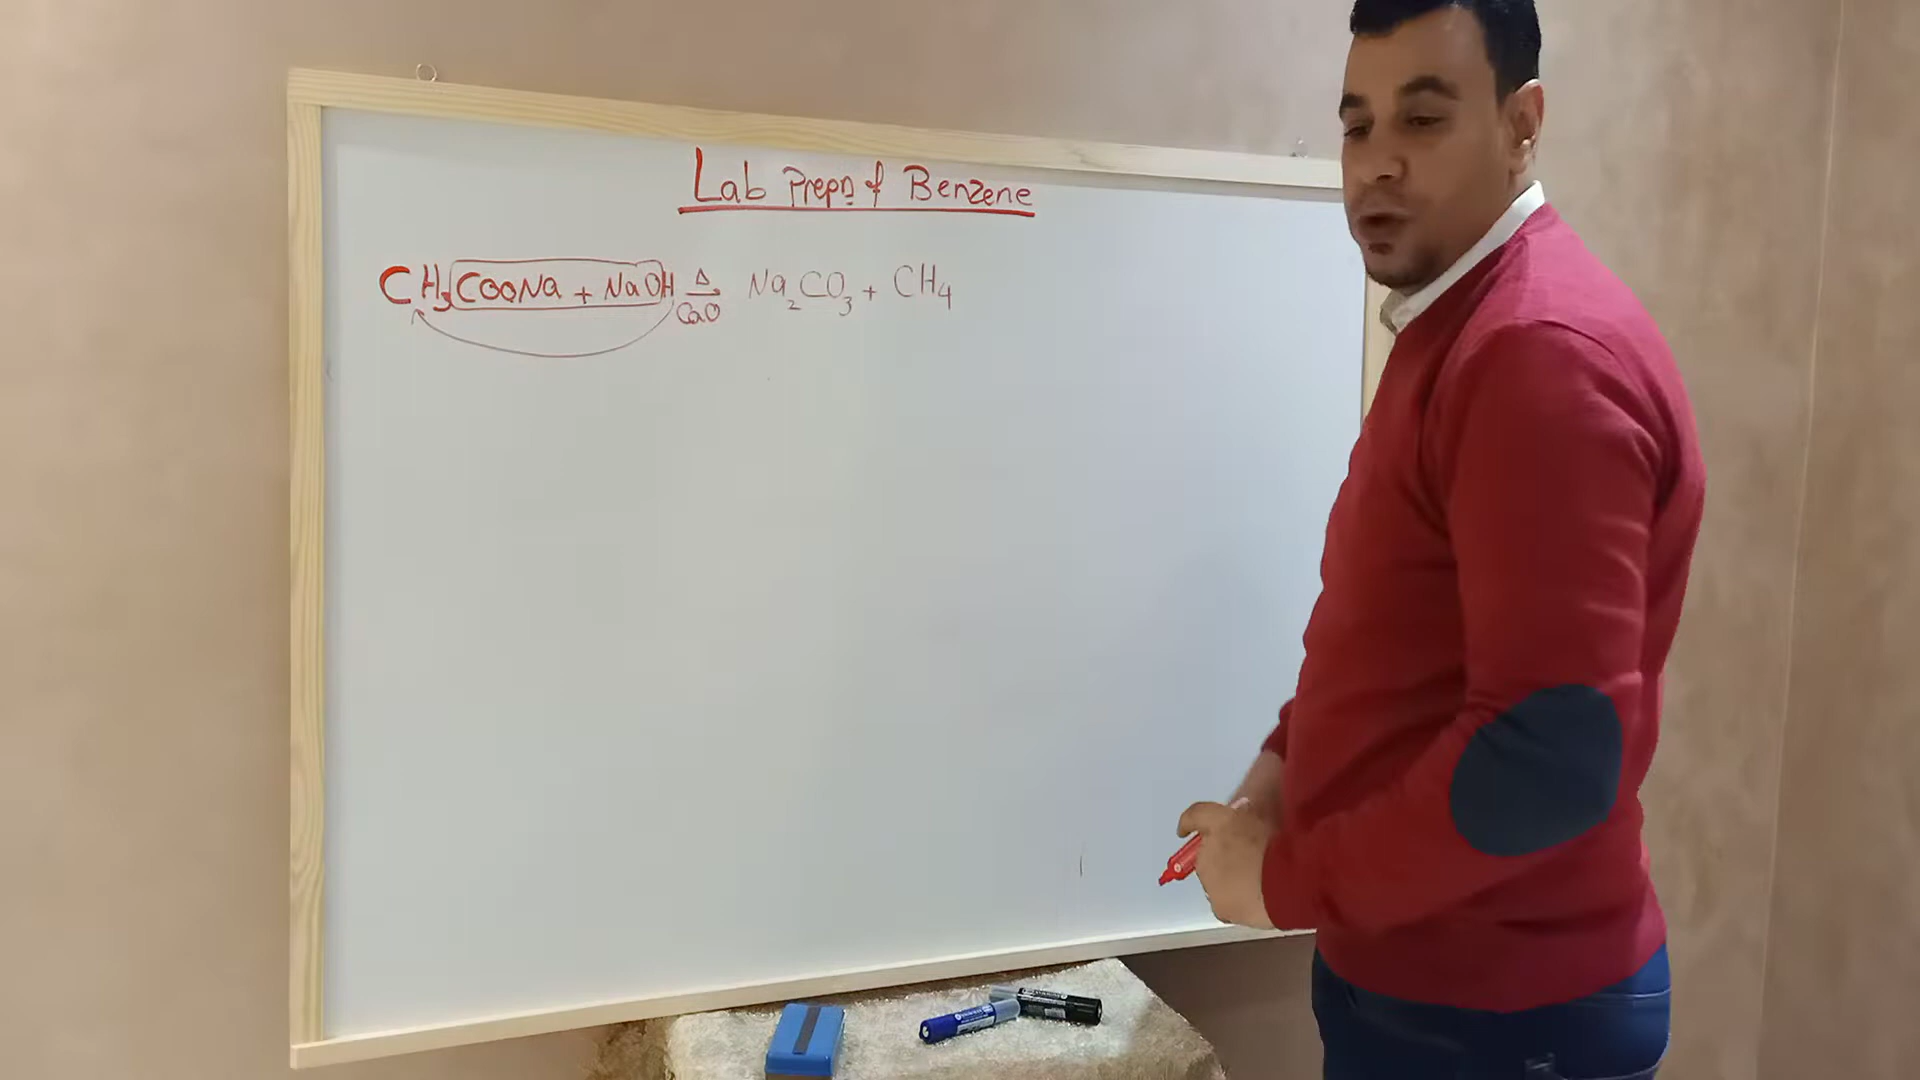 Lab Prepn of Benzene
CH₃COONa + NaOH Δ→ CaO Na₂CO₃ + CH₄